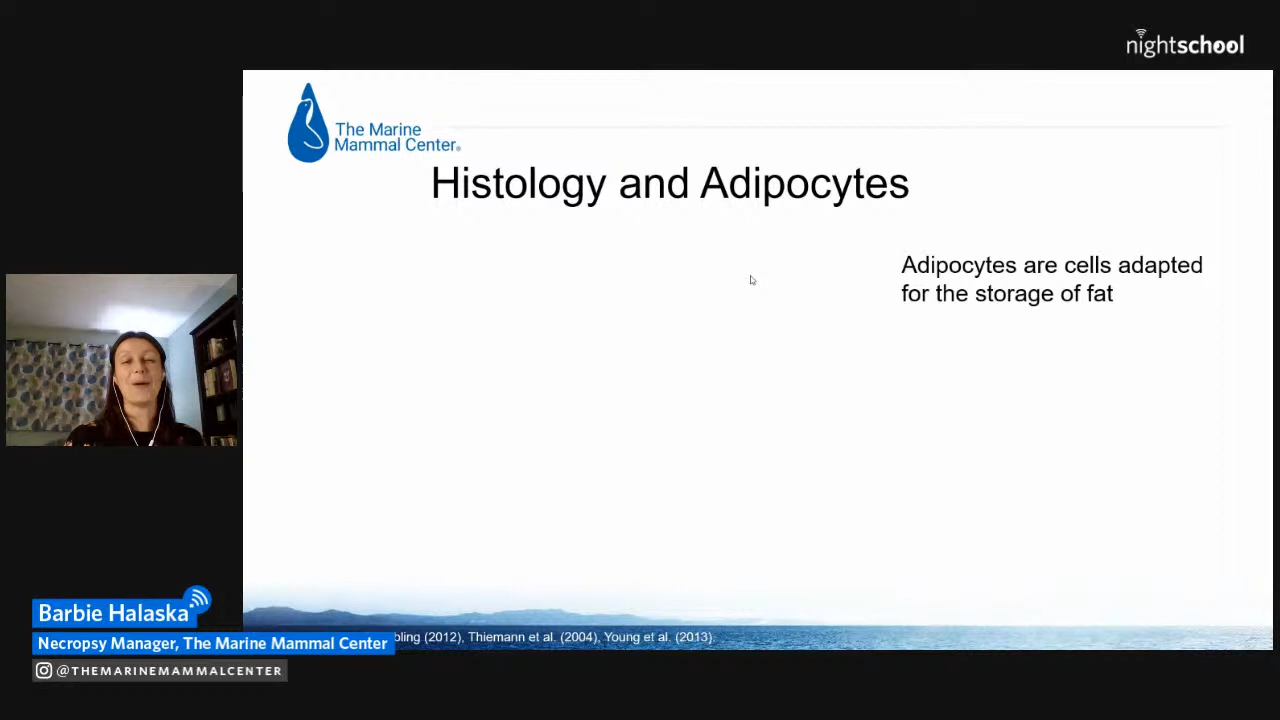 nightschool
The Marine
Mammal Center®
Histology and Adipocytes
Adipocytes are cells adapted
for the storage of fat
Barbie Halaska
Necropsy Manager, The Marine Mammal Center
(2012), Thiemann et al. (2004), Young et al. (2013).
@THEMARINEMAMMALCENTER